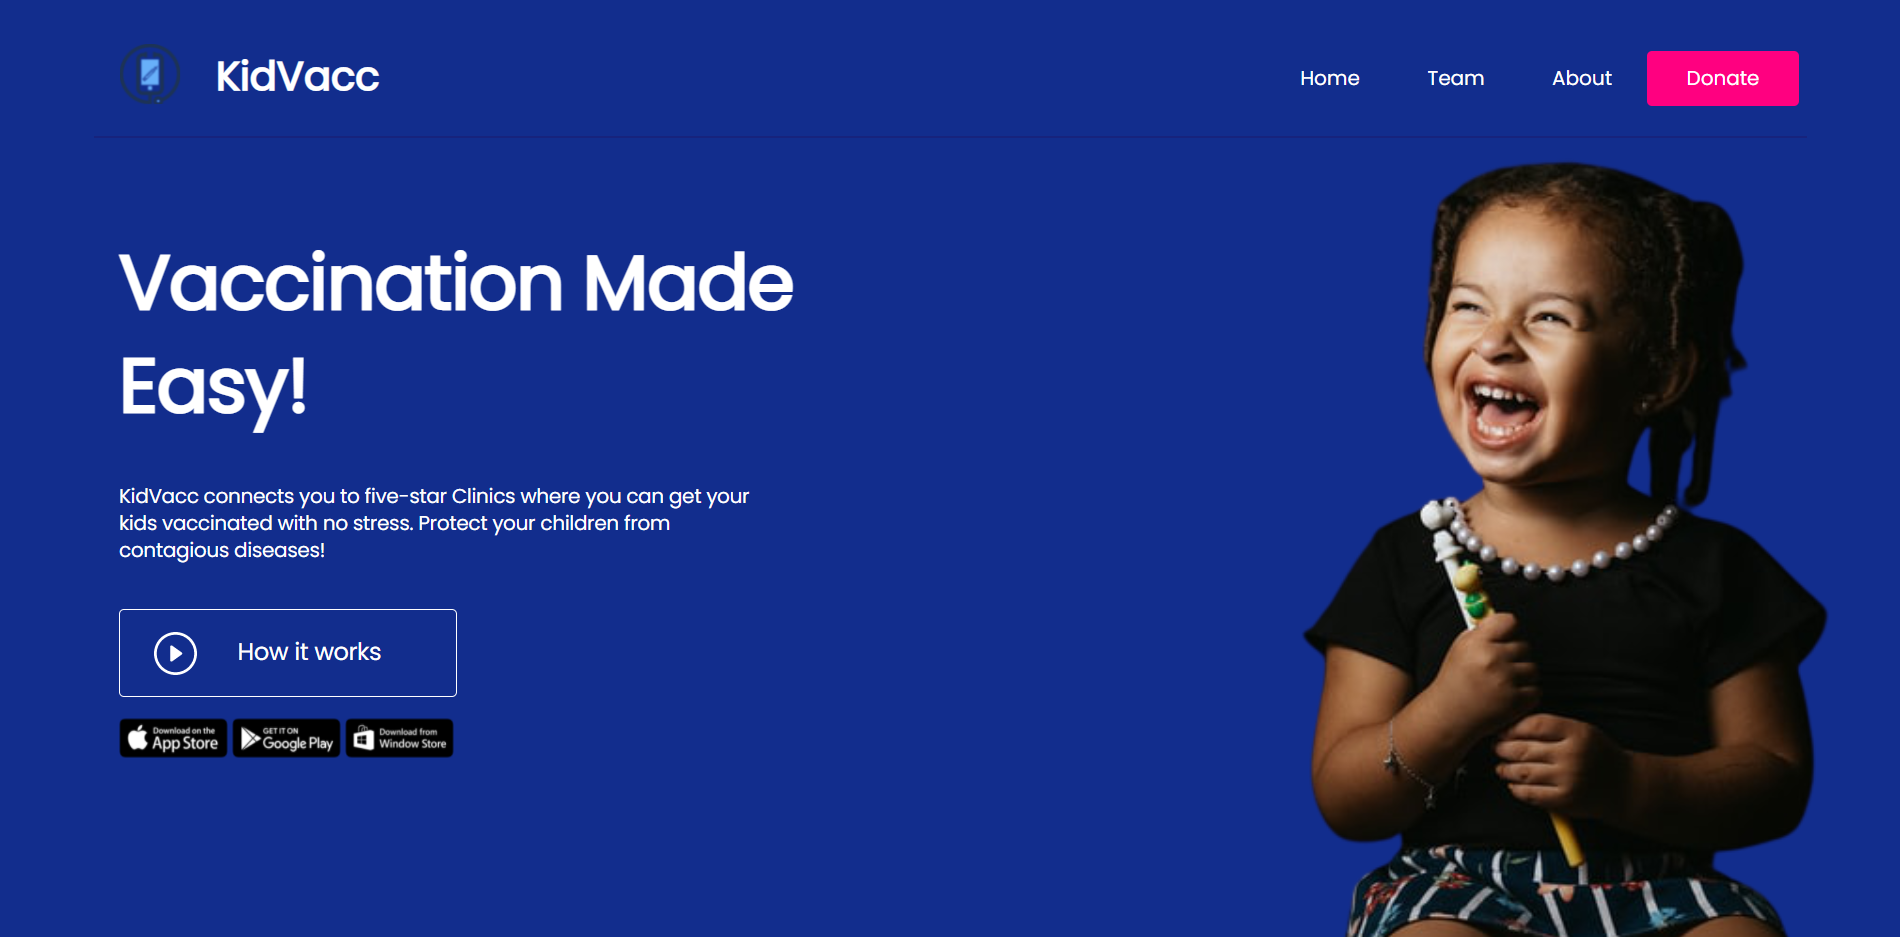 KidVacc
Home
Team
About
Donate
Vaccination Made
Easy!
KidVacc connects you to five-star Clinics where you can get your
kids vaccinated with no stress. Protect your children from
contagious diseases!
How it works
Download on the
App Store
GET IT ON
Google Play
Download from
Window Store